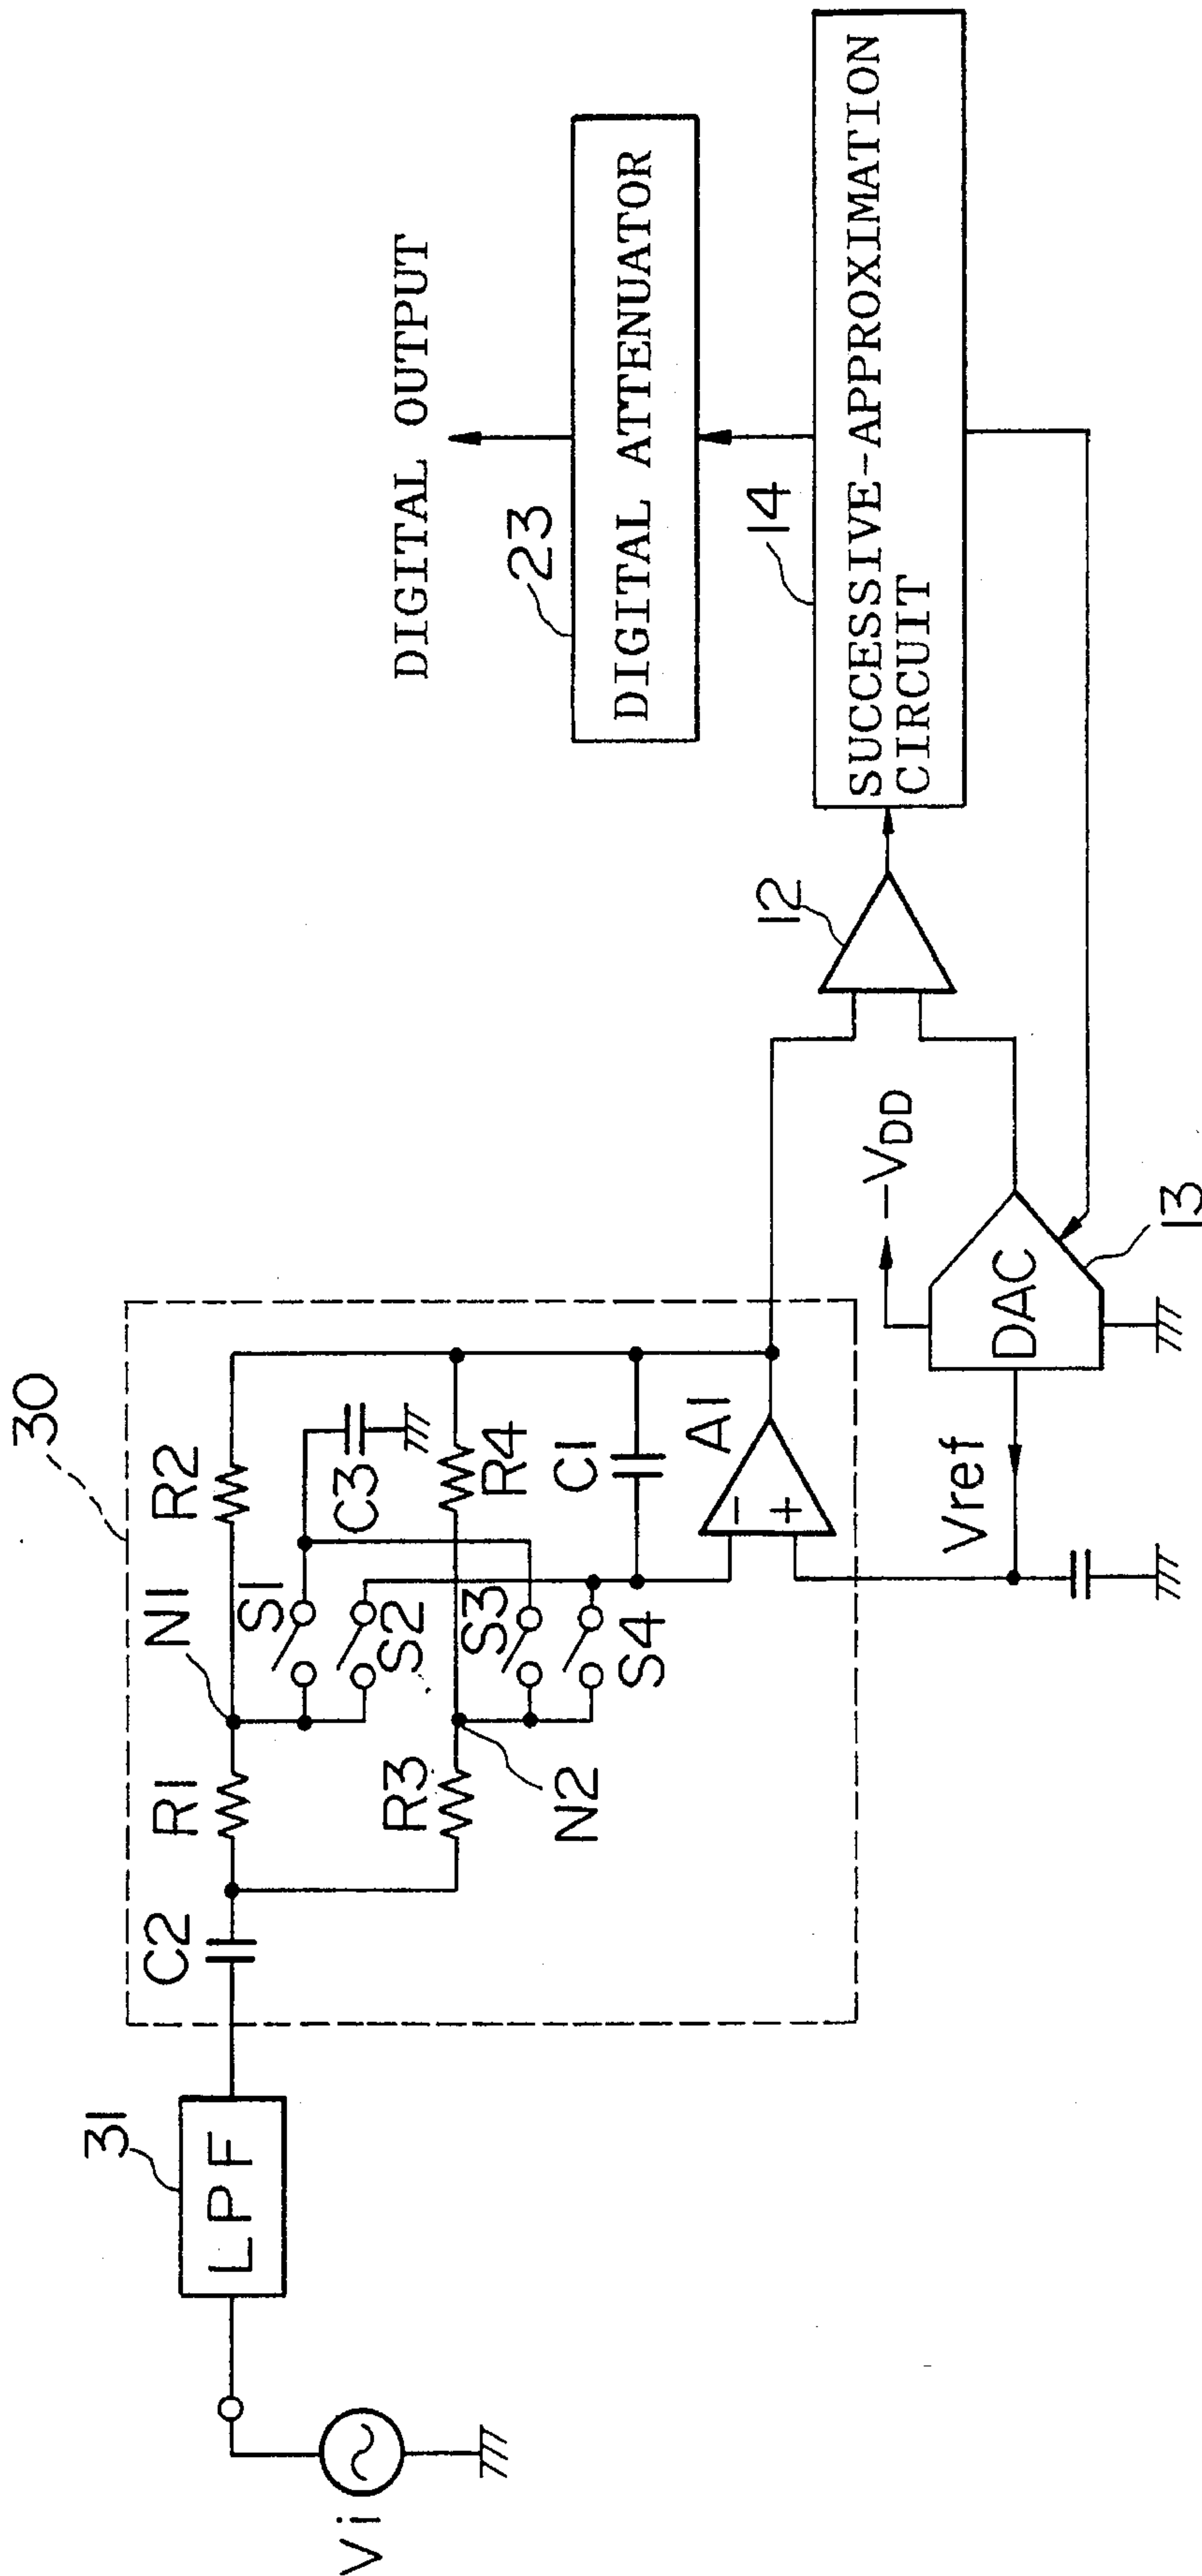 30
N1
R2
C2
R1
S1
C3
31
S2
R3
S3
R4
LPF
S4
C1
N2
A1
−
+
Vi
Vref
DAC
−VDD
13
12
14
SUCCESSIVE-APPROXIMATION
CIRCUIT
23
DIGITAL ATTENUATOR
DIGITAL OUTPUT